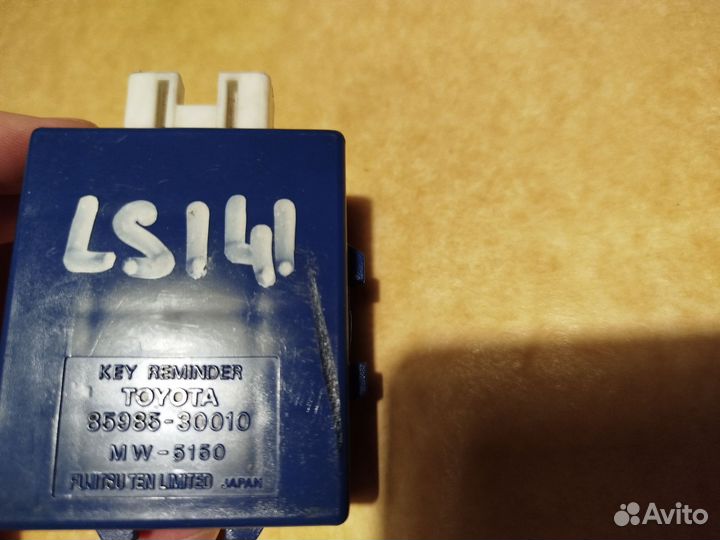 LS141
KEY REMINDER
TOYOTA
85985-30010
MW-5150
FUJITSU TEN LIMITED JAPAN
Avito